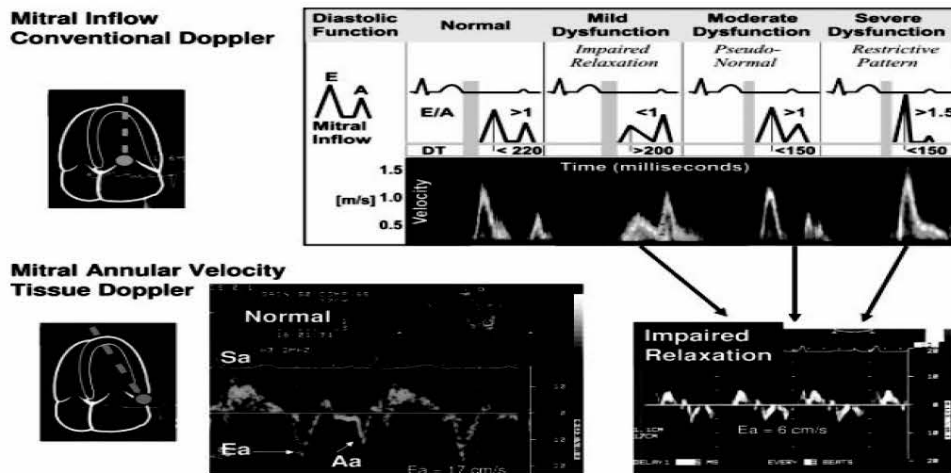 Mitral Inflow
Conventional Doppler
Diastolic Function
Normal
Mild Dysfunction
Moderate Dysfunction
Severe Dysfunction
Impaired Relaxation
Pseudo-Normal
Restrictive Pattern
E A
Mitral Inflow
E/A >1 <1 >1 >1.5
DT < 220 >200 <150 <150
Time (milliseconds)
[m/s]
Velocity
1.5
1.0
0.5
Mitral Annular Velocity
Tissue Doppler
Normal
Sa
Ea
Aa
Ea = 17 cm/s
Impaired
Relaxation
Ea = 6 cm/s